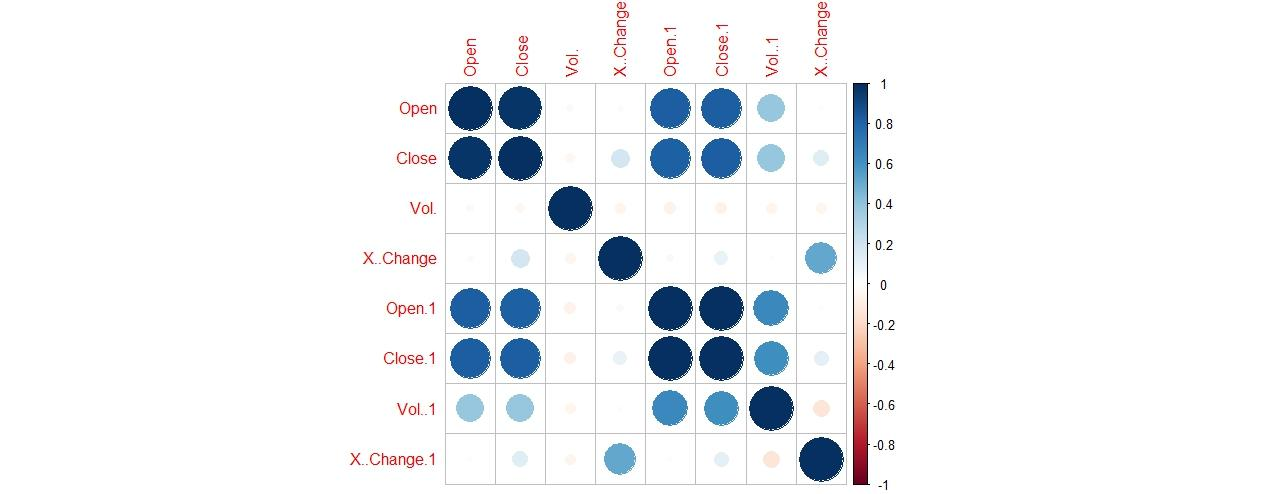 Open
Close
Vol.
X..Change
Open.1
Close.1
Vol..1
X..Change
Open
Close
Vol.
X..Change
Open.1
Close.1
Vol..1
X..Change.1
1
0.8
0.6
0.4
0.2
0
-0.2
-0.4
-0.6
-0.8
-1